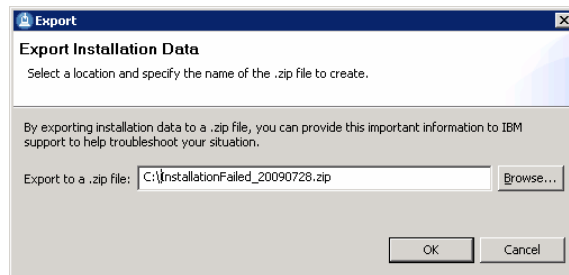 Export
Export Installation Data
Select a location and specify the name of the .zip file to create.
By exporting installation data to a .zip file, you can provide this important information to IBM
support to help troubleshoot your situation.
Export to a .zip file: C:\InstallationFailed_20090728.zip Browse...
OK Cancel